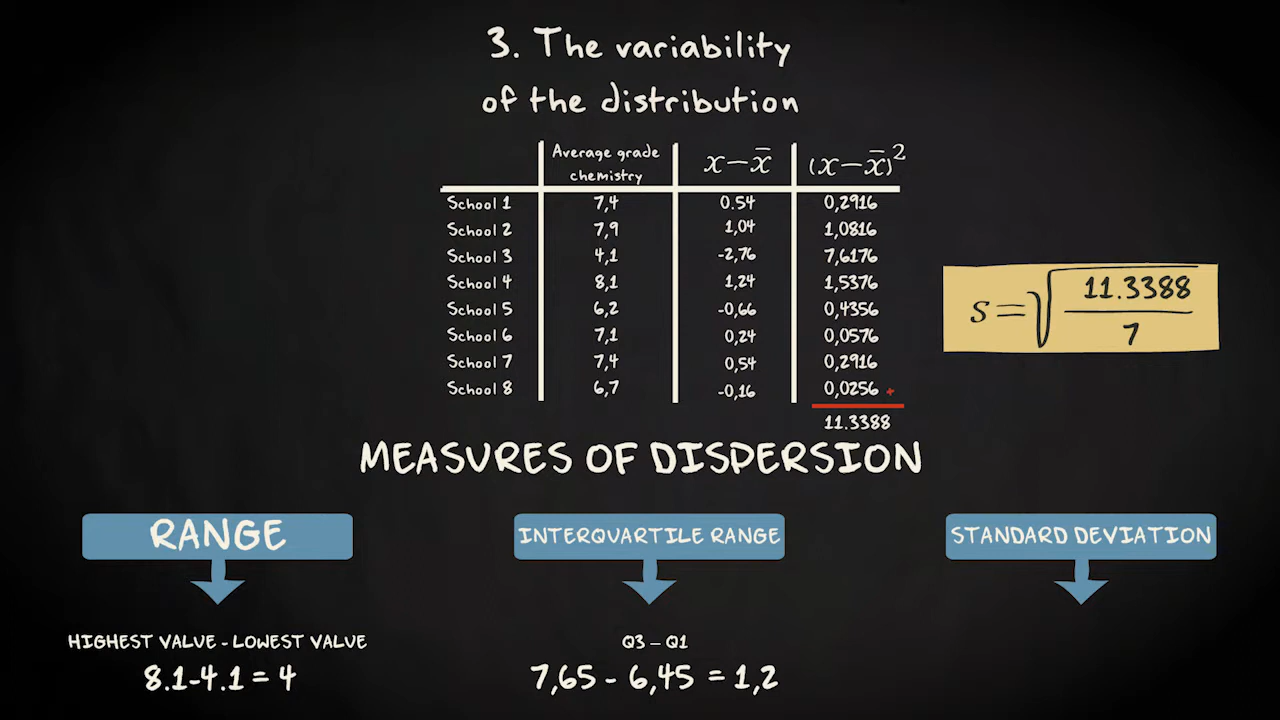 3. The variability
of the distribution
Average grade
chemistry
x-x̄
(x-x̄)²
School 1 7,4 0.54 0,2916
School 2 7,9 1,04 1,0816
School 3 4,1 -2,76 7,6176
School 4 8,1 1,24 1,5376
School 5 6,2 -0,66 0,4356
School 6 7,1 0,24 0,0576
School 7 7,4 0,54 0,2916
School 8 6,7 -0,16 0,0256 +
11.3388
s=√(11.3388/7)
MEASURES OF DISPERSION
RANGE
HIGHEST VALUE - LOWEST VALUE
8.1-4.1 = 4
INTERQUARTILE RANGE
Q3 – Q1
7,65 - 6,45 = 1,2
STANDARD DEVIATION